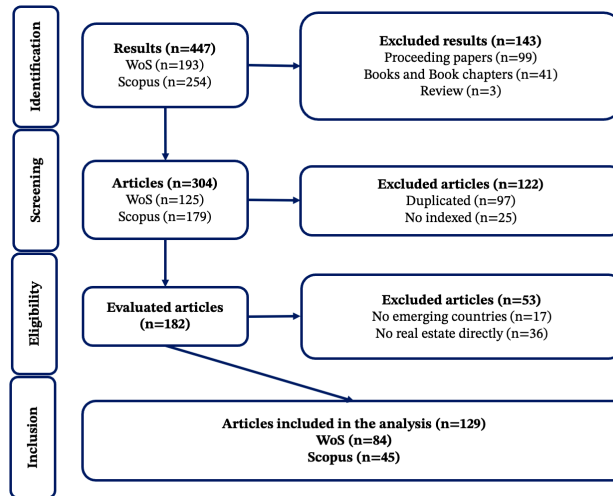 Identification
Results (n=447)
WoS (n=193)
Scopus (n=254)
Excluded results (n=143)
Proceeding papers (n=99)
Books and Book chapters (n=41)
Review (n=3)
Screening
Articles (n=304)
WoS (n=125)
Scopus (n=179)
Excluded articles (n=122)
Duplicated (n=97)
No indexed (n=25)
Eligibility
Evaluated articles
(n=182)
Excluded articles (n=53)
No emerging countries (n=17)
No real estate directly (n=36)
Inclusion
Articles included in the analysis (n=129)
WoS (n=84)
Scopus (n=45)